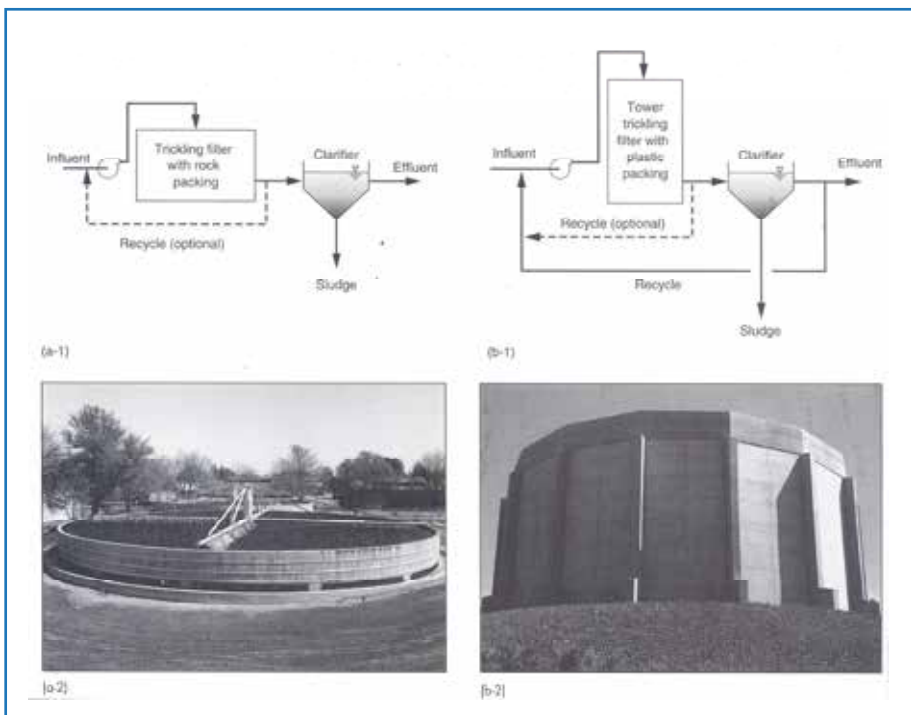 Influent
Trickling filter
with rock
packing
Clarifier
Effluent
Recycle (optional)
Sludge
(a-1)
Influent
Tower
trickling
filter with
plastic
packing
Clarifier
Effluent
Recycle (optional)
Recycle
Sludge
(b-1)
(a-2)
(b-2)